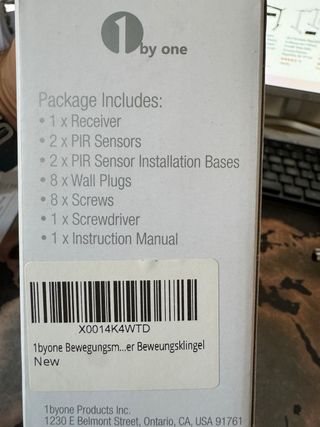 1
by one
Package Includes:
• 1 x Receiver
• 2 x PIR Sensors
• 2 x PIR Sensor Installation Bases
• 8 x Wall Plugs
• 8 x Screws
• 1 x Screwdriver
• 1 x Instruction Manual
X0014K4WTD
1byone Bewegungsm...er Beweungsklingel
New
1byone Products Inc.
1230 E Belmont Street, Ontario, CA, USA 91761